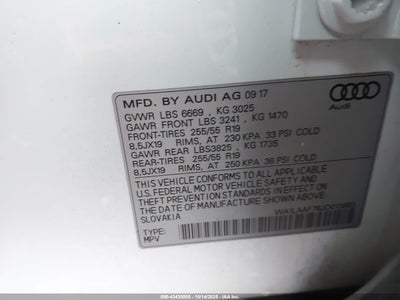 MFD. BY AUDI AG 09 17
GVWR LBS 6669 , KG 3025
GAWR FRONT LBS 3241 , KG 1470
FRONT-TIRES 255/55 R19
8,5JX19 RIMS, AT 230 KPA 33 PSI COLD
GAWR REAR LBS3825 , KG 1735
REAR-TIRES 255/55 R19
8,5JX19 RIMS, AT 250 KPA 36 PSI COLD
THIS VEHICLE CONFORMS TO ALL APPLICABLE
U.S. FEDERAL MOTOR VEHICLE SAFETY, BUMPER AND
THEFT PREVENTION STANDARDS IN EFFECT ON
THE DATE OF MANUFACTURE SHOWN ABOVE.
SLOVAKIA
TYPE:
MPV
Audi